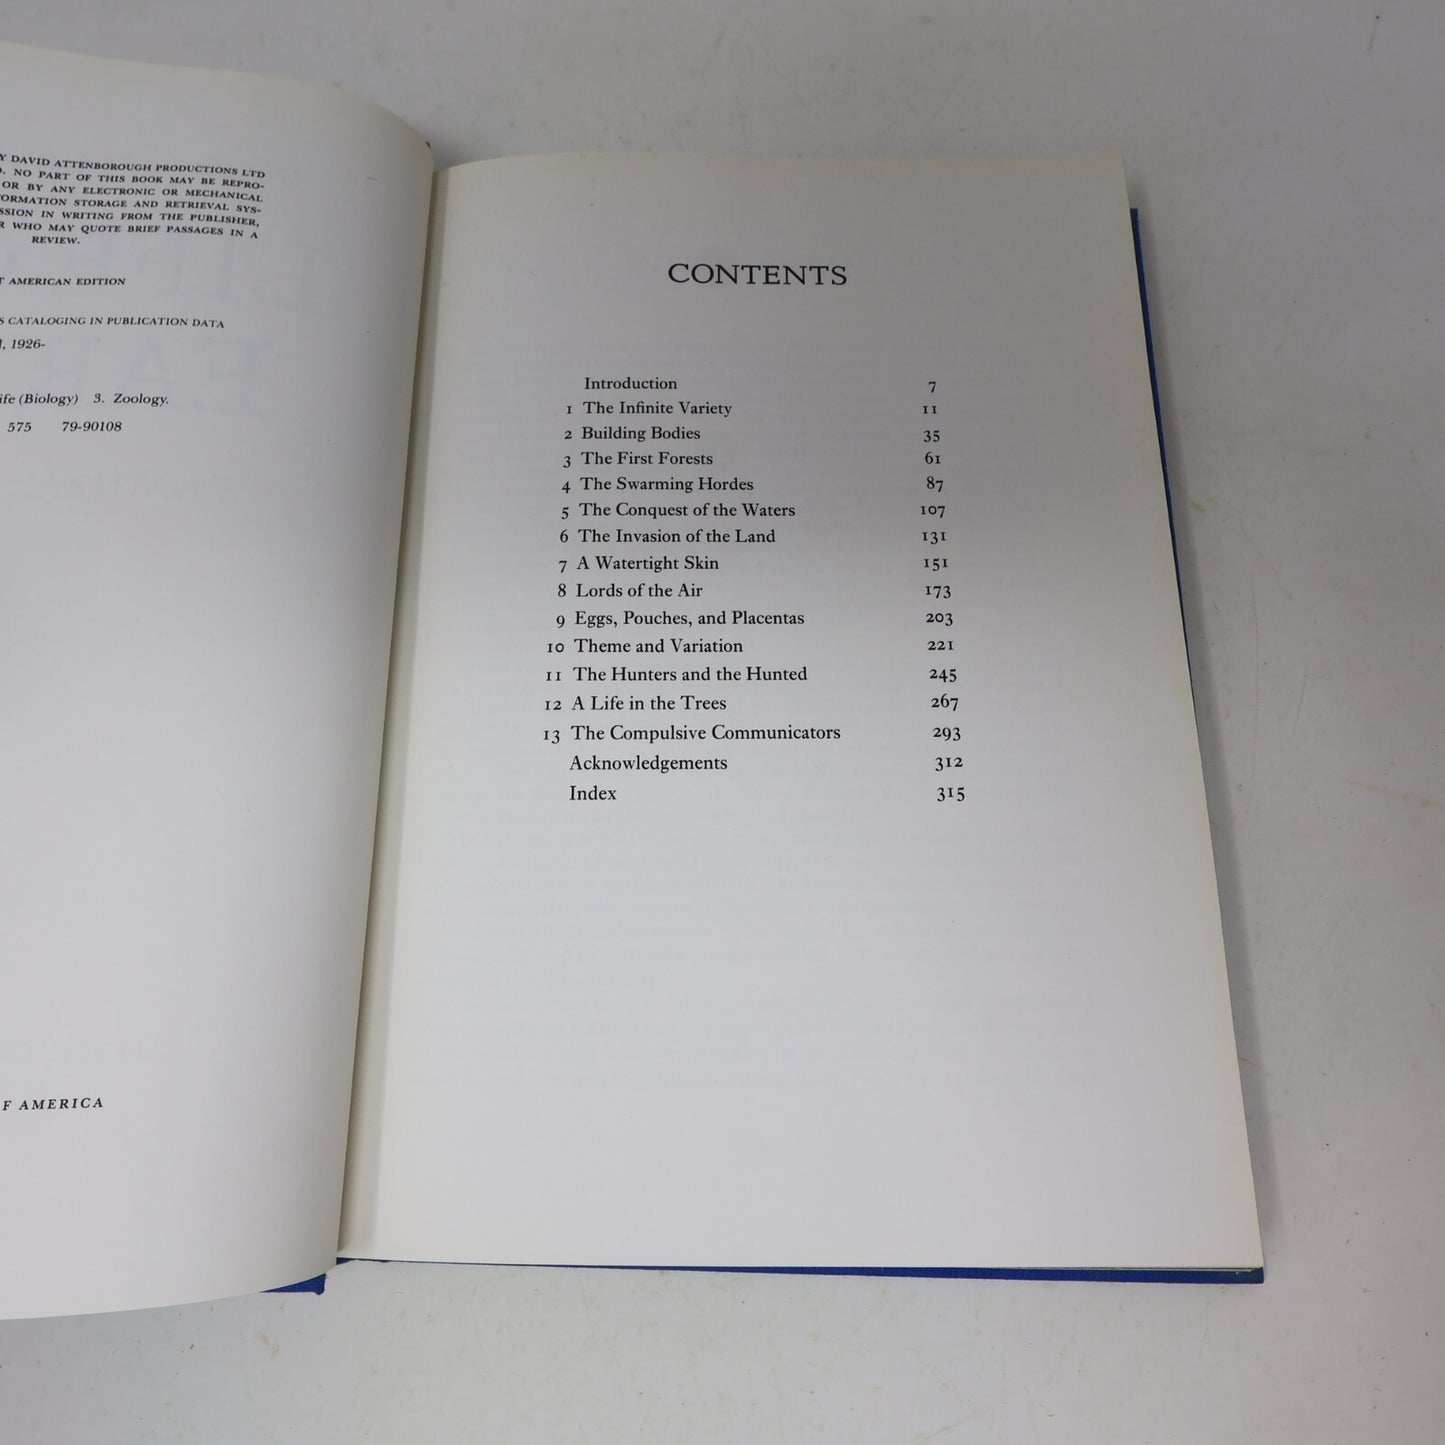 Y DAVID ATTENBOROUGH PRODUCTIONS LTD
. NO PART OF THIS BOOK MAY BE REPRO-
OR BY ANY ELECTRONIC OR MECHANICAL
FORMATION STORAGE AND RETRIEVAL SYS-
SSION IN WRITING FROM THE PUBLISHER,
R WHO MAY QUOTE BRIEF PASSAGES IN A
REVIEW.
T AMERICAN EDITION
S CATALOGING IN PUBLICATION DATA
, 1926-
ife (Biology) 3. Zoology.
575 79-90108
F AMERICA
CONTENTS
Introduction 7
1 The Infinite Variety 11
2 Building Bodies 35
3 The First Forests 61
4 The Swarming Hordes 87
5 The Conquest of the Waters 107
6 The Invasion of the Land 131
7 A Watertight Skin 151
8 Lords of the Air 173
9 Eggs, Pouches, and Placentas 203
10 Theme and Variation 221
11 The Hunters and the Hunted 245
12 A Life in the Trees 267
13 The Compulsive Communicators 293
Acknowledgements 312
Index 315